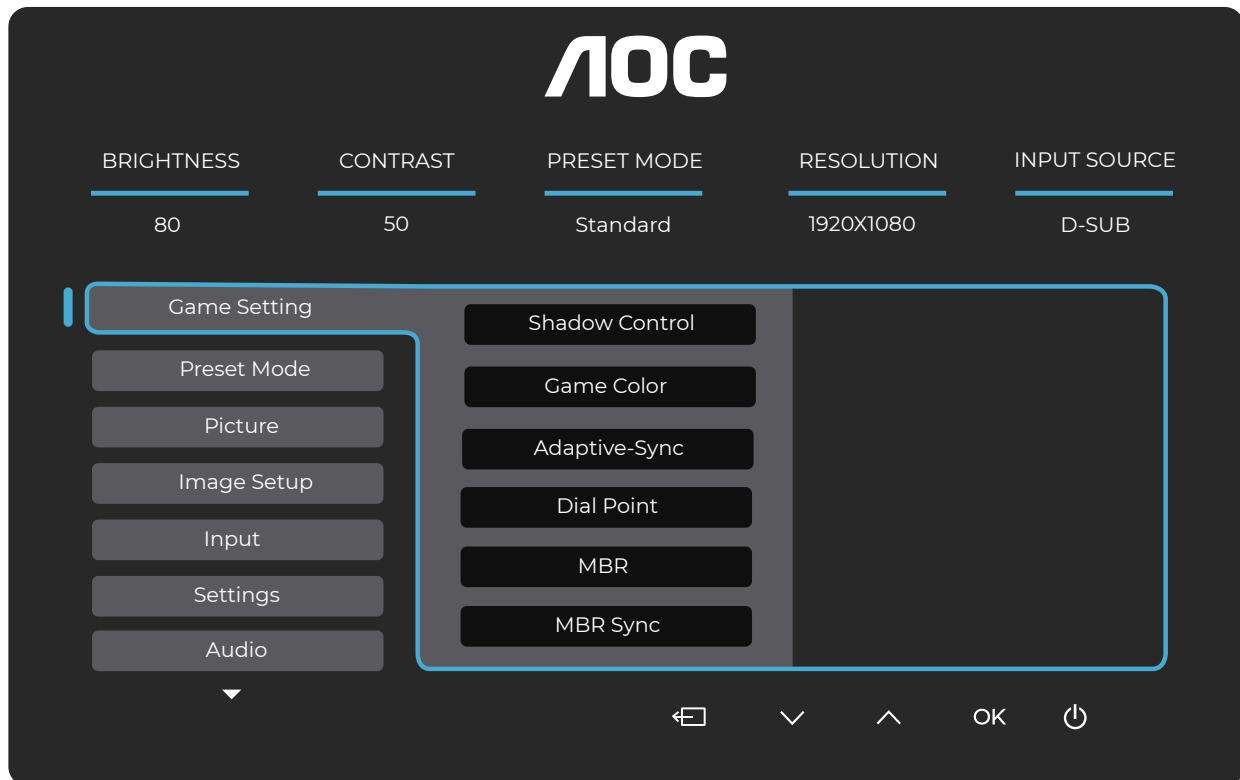 AOC
BRIGHTNESS CONTRAST PRESET MODE RESOLUTION INPUT SOURCE
80 50 Standard 1920X1080 D-SUB
Game Setting
Preset Mode
Picture
Image Setup
Input
Settings
Audio
Shadow Control
Game Color
Adaptive-Sync
Dial Point
MBR
MBR Sync
OK